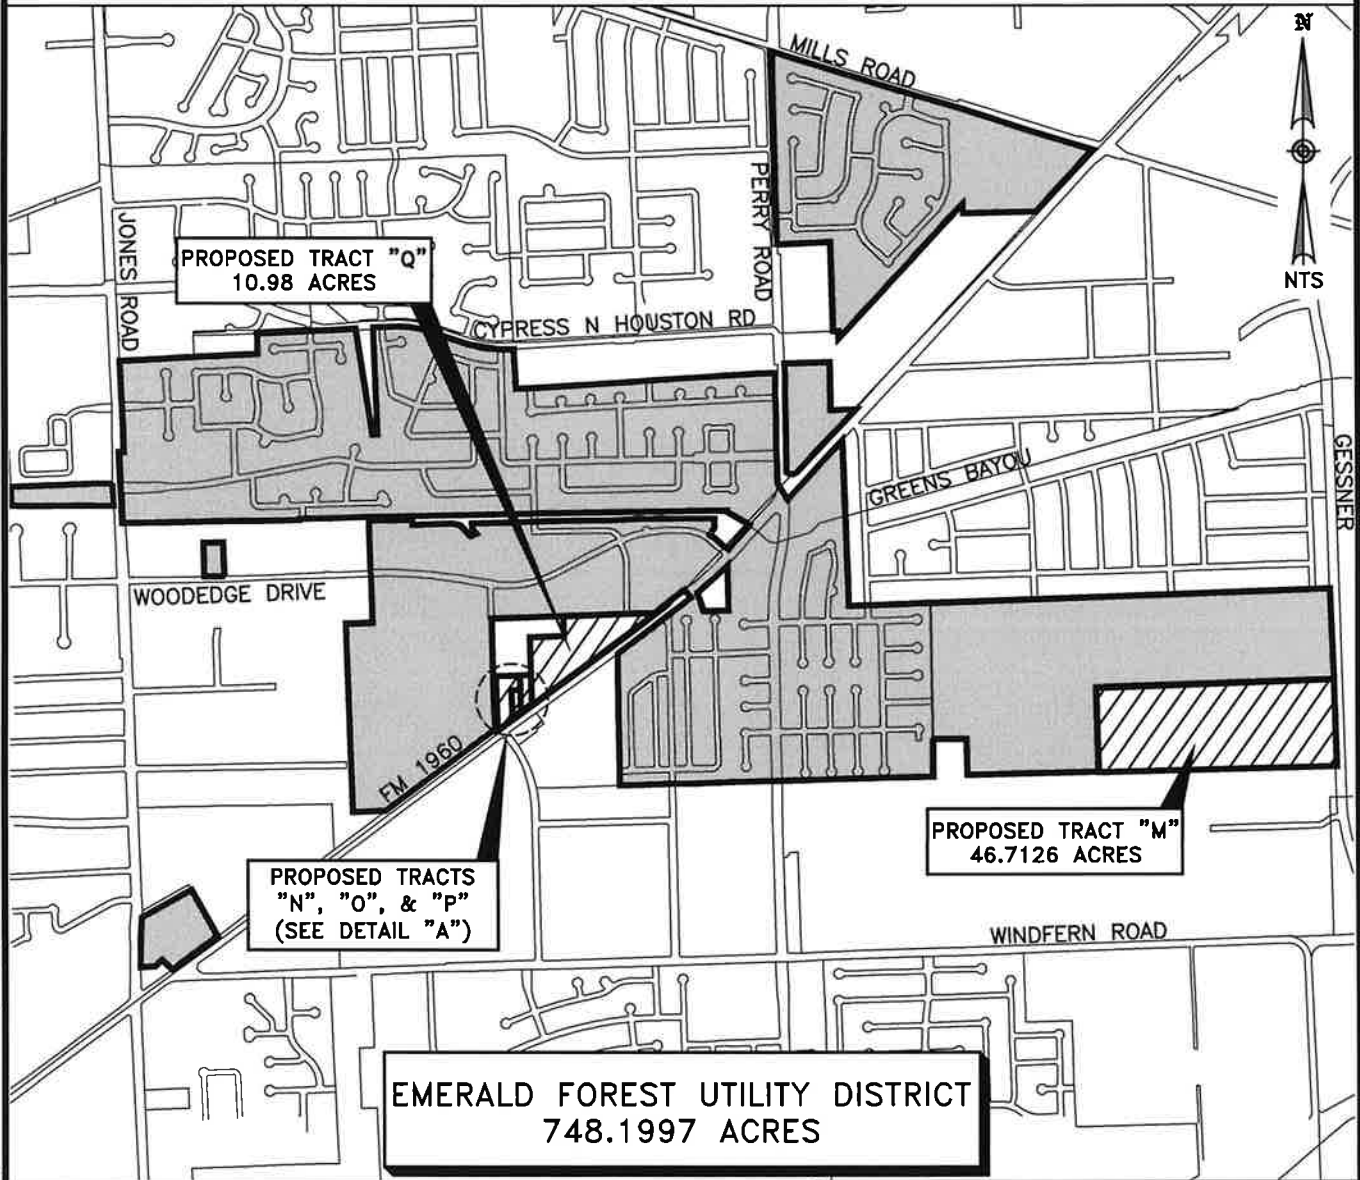 N
MILLS ROAD
PERRY ROAD
JONES ROAD
PROPOSED TRACT "Q"
10.98 ACRES
NTS
CYPRESS N HOUSTON RD
GREENS BAYOU
GESSNER
WOODEDGE DRIVE
FM 1960
PROPOSED TRACT "M"
46.7126 ACRES
PROPOSED TRACTS
"N", "O", & "P"
(SEE DETAIL "A")
WINDFERN ROAD
EMERALD FOREST UTILITY DISTRICT
748.1997 ACRES